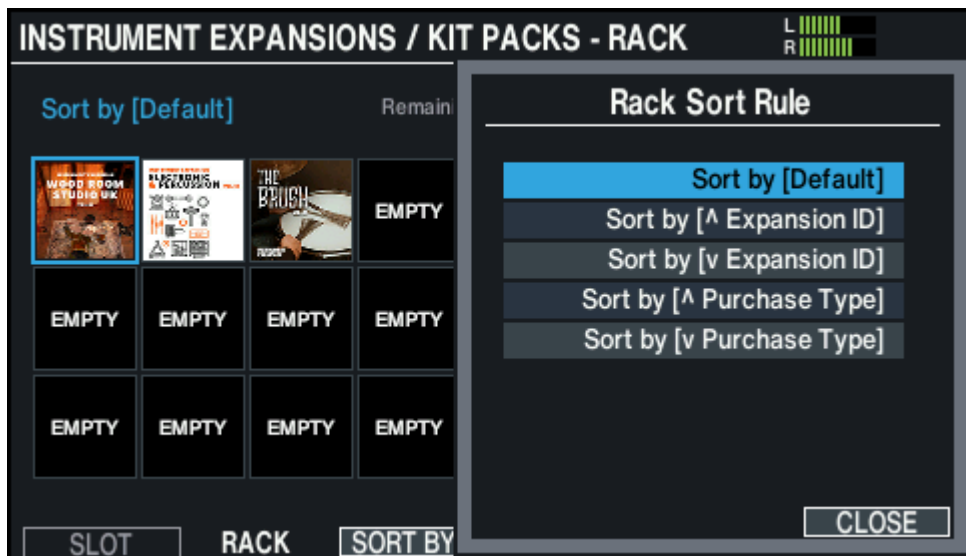 INSTRUMENT EXPANSIONS / KIT PACKS - RACK
L
R
Sort by [Default]
Remaini
WOOD ROOM
STUDIO UK
ELECTRONIC
& PERCUSSION
THE
BRUSH
EMPTY
EMPTY
EMPTY
EMPTY
EMPTY
EMPTY
EMPTY
EMPTY
EMPTY
SLOT
RACK
SORT BY
Rack Sort Rule
Sort by [Default]
Sort by [^ Expansion ID]
Sort by [v Expansion ID]
Sort by [^ Purchase Type]
Sort by [v Purchase Type]
CLOSE